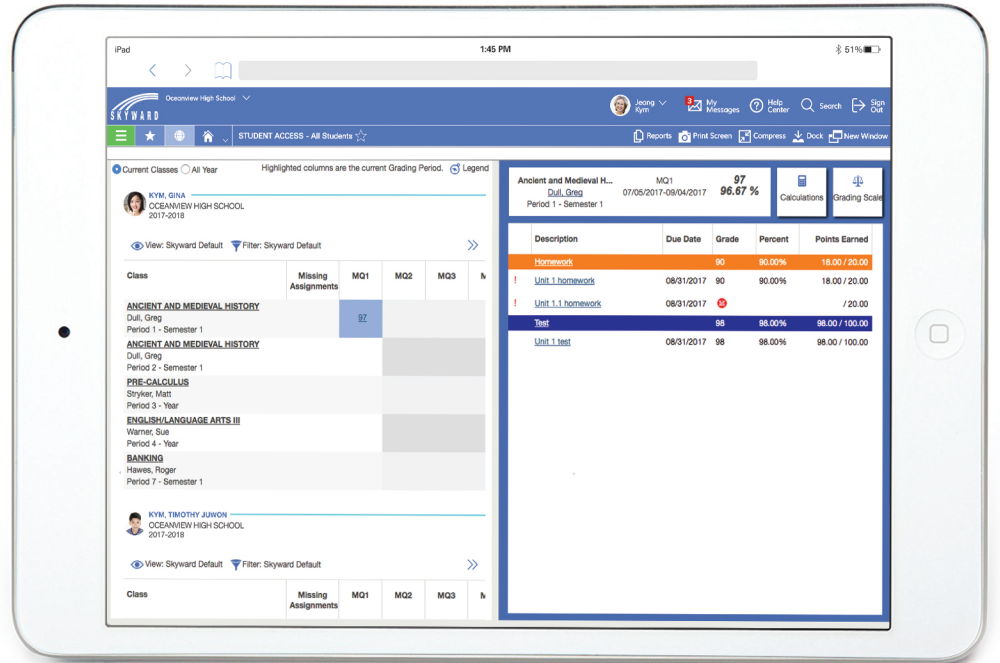 iPad 1:45 PM 51%
SKYWARD
Oceanview High School
Jeong Kym
3
My Messages
Help Center
Search
Sign Out
STUDENT ACCESS - All Students
Reports Print Screen Compress Dock New Window
Current Classes All Year
Highlighted columns are the current Grading Period. Legend
KYM, GINA
OCEANVIEW HIGH SCHOOL
2017-2018
View: Skyward Default Filter: Skyward Default
Class Missing Assignments MQ1 MQ2 MQ3 M
ANCIENT AND MEDIEVAL HISTORY
Dull, Greg
Period 1 - Semester 1
97
ANCIENT AND MEDIEVAL HISTORY
Dull, Greg
Period 2 - Semester 1
PRE-CALCULUS
Stryker, Matt
Period 3 - Year
ENGLISH/LANGUAGE ARTS III
Warner, Sue
Period 4 - Year
BANKING
Hawes, Roger
Period 7 - Semester 1
KYM, TIMOTHY JUWON
OCEANVIEW HIGH SCHOOL
2017-2018
View: Skyward Default Filter: Skyward Default
Class Missing Assignments MQ1 MQ2 MQ3 M
Ancient and Medieval H... MQ1 97
Dull, Greg 07/05/2017-09/04/2017 96.67 %
Period 1 - Semester 1
Calculations
Grading Scale
Description Due Date Grade Percent Points Earned
Homework 90 90.00% 18.00 / 20.00
! Unit 1 homework 08/31/2017 90 90.00% 18.00 / 20.00
! Unit 1.1 homework 08/31/2017 / 20.00
Test 98 98.00% 98.00 / 100.00
Unit 1 test 08/31/2017 98 98.00% 98.00 / 100.00